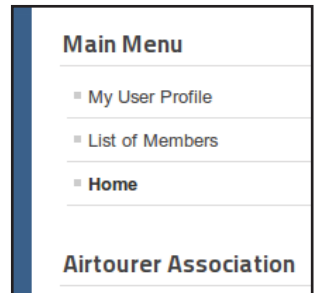 Main Menu
My User Profile
List of Members
Home
Airtourer Association